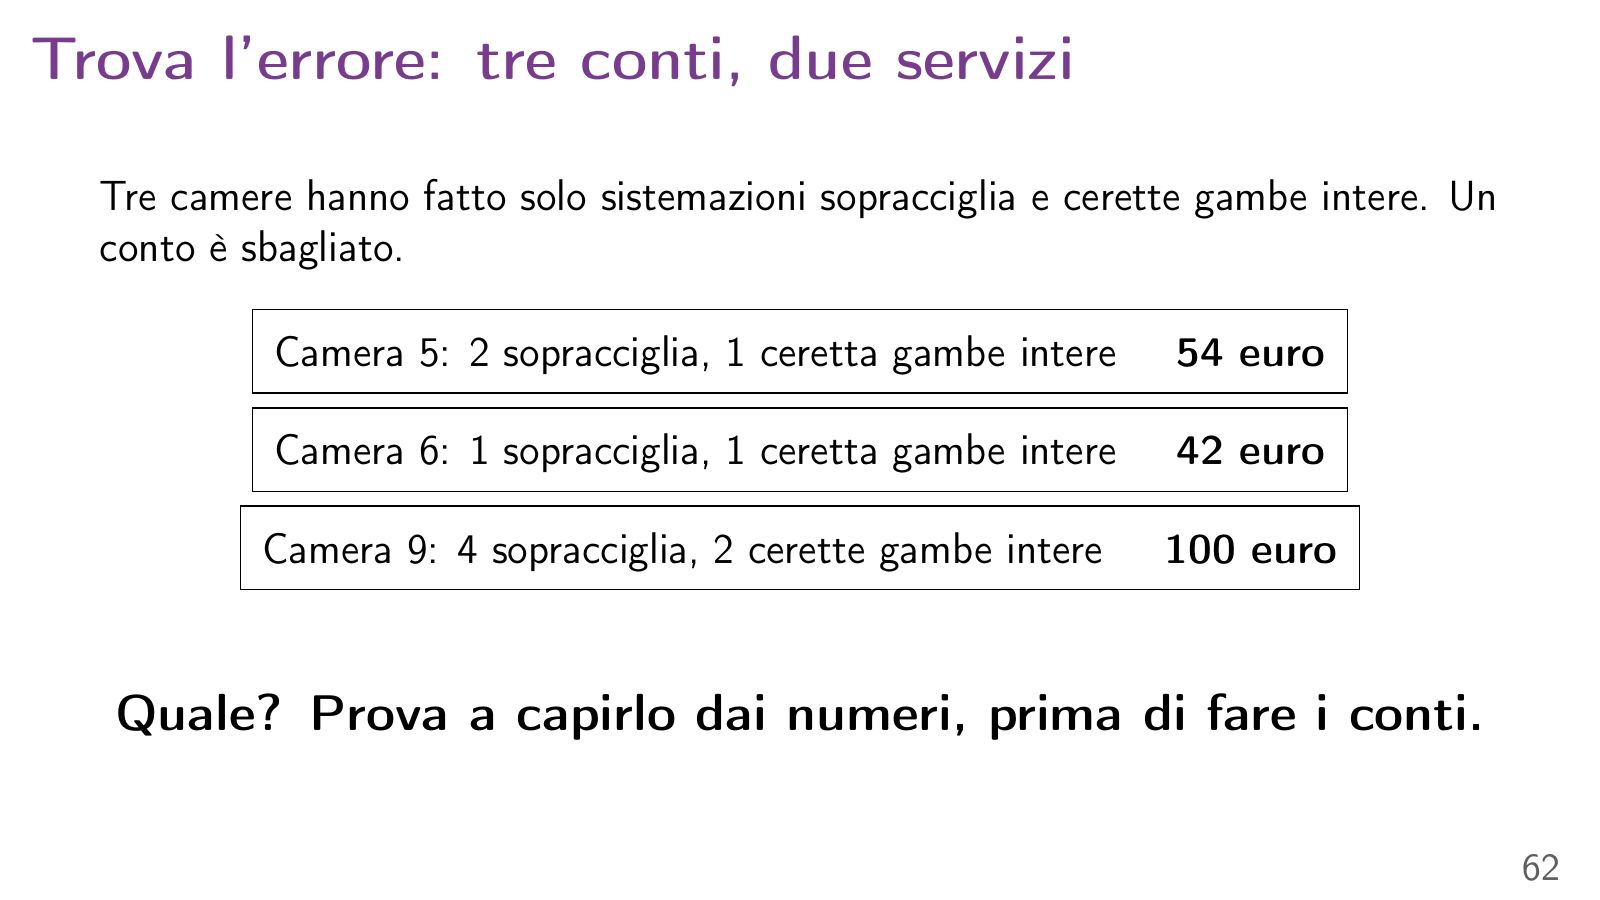 Trova l'errore: tre conti, due servizi
Tre camere hanno fatto solo sistemazioni sopracciglia e cerette gambe intere. Un
conto è sbagliato.
Camera 5: 2 sopracciglia, 1 ceretta gambe intere 54 euro
Camera 6: 1 sopracciglia, 1 ceretta gambe intere 42 euro
Camera 9: 4 sopracciglia, 2 cerette gambe intere 100 euro
Quale? Prova a capirlo dai numeri, prima di fare i conti.
62